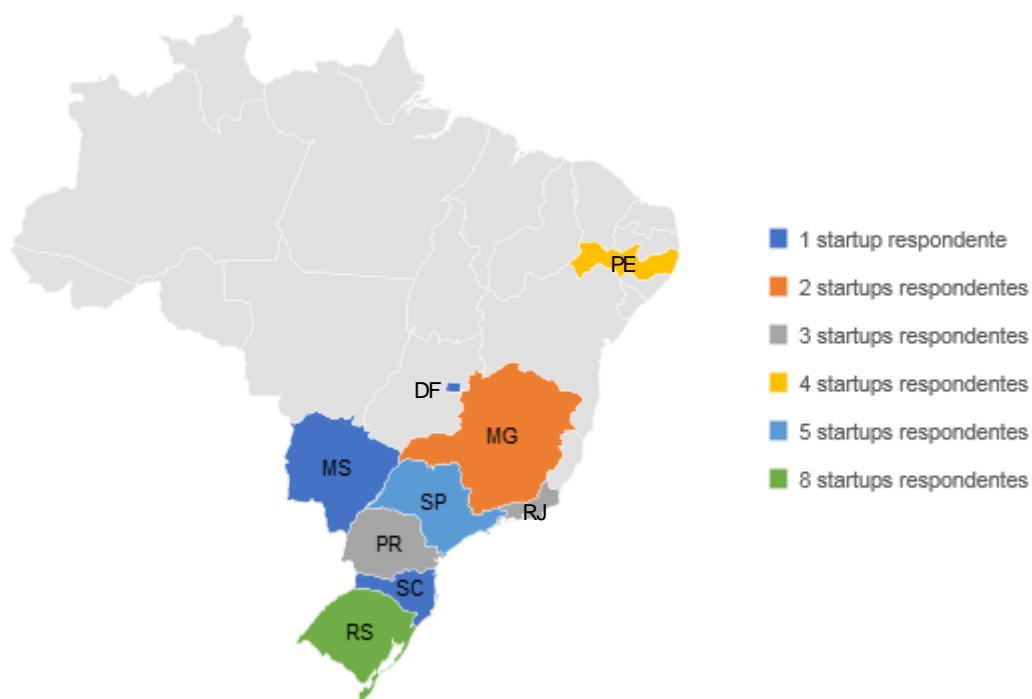 PE
DF
MG
MS
SP
RJ
PR
SC
RS
1 startup respondente
2 startups respondentes
3 startups respondentes
4 startups respondentes
5 startups respondentes
8 startups respondentes